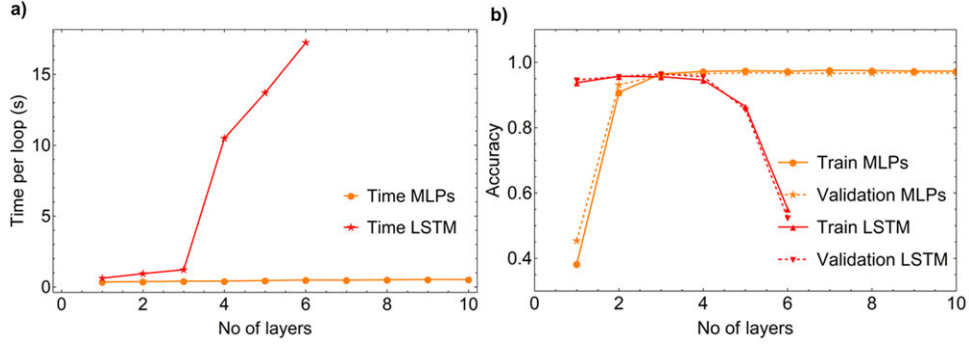 a)
Time per loop (s)
15
10
5
0
Time MLPs
Time LSTM
0 2 4 6 8 10
No of layers
b)
Accuracy
1.0
0.8
0.6
0.4
Train MLPs
Validation MLPs
Train LSTM
Validation LSTM
0 2 4 6 8 10
No of layers